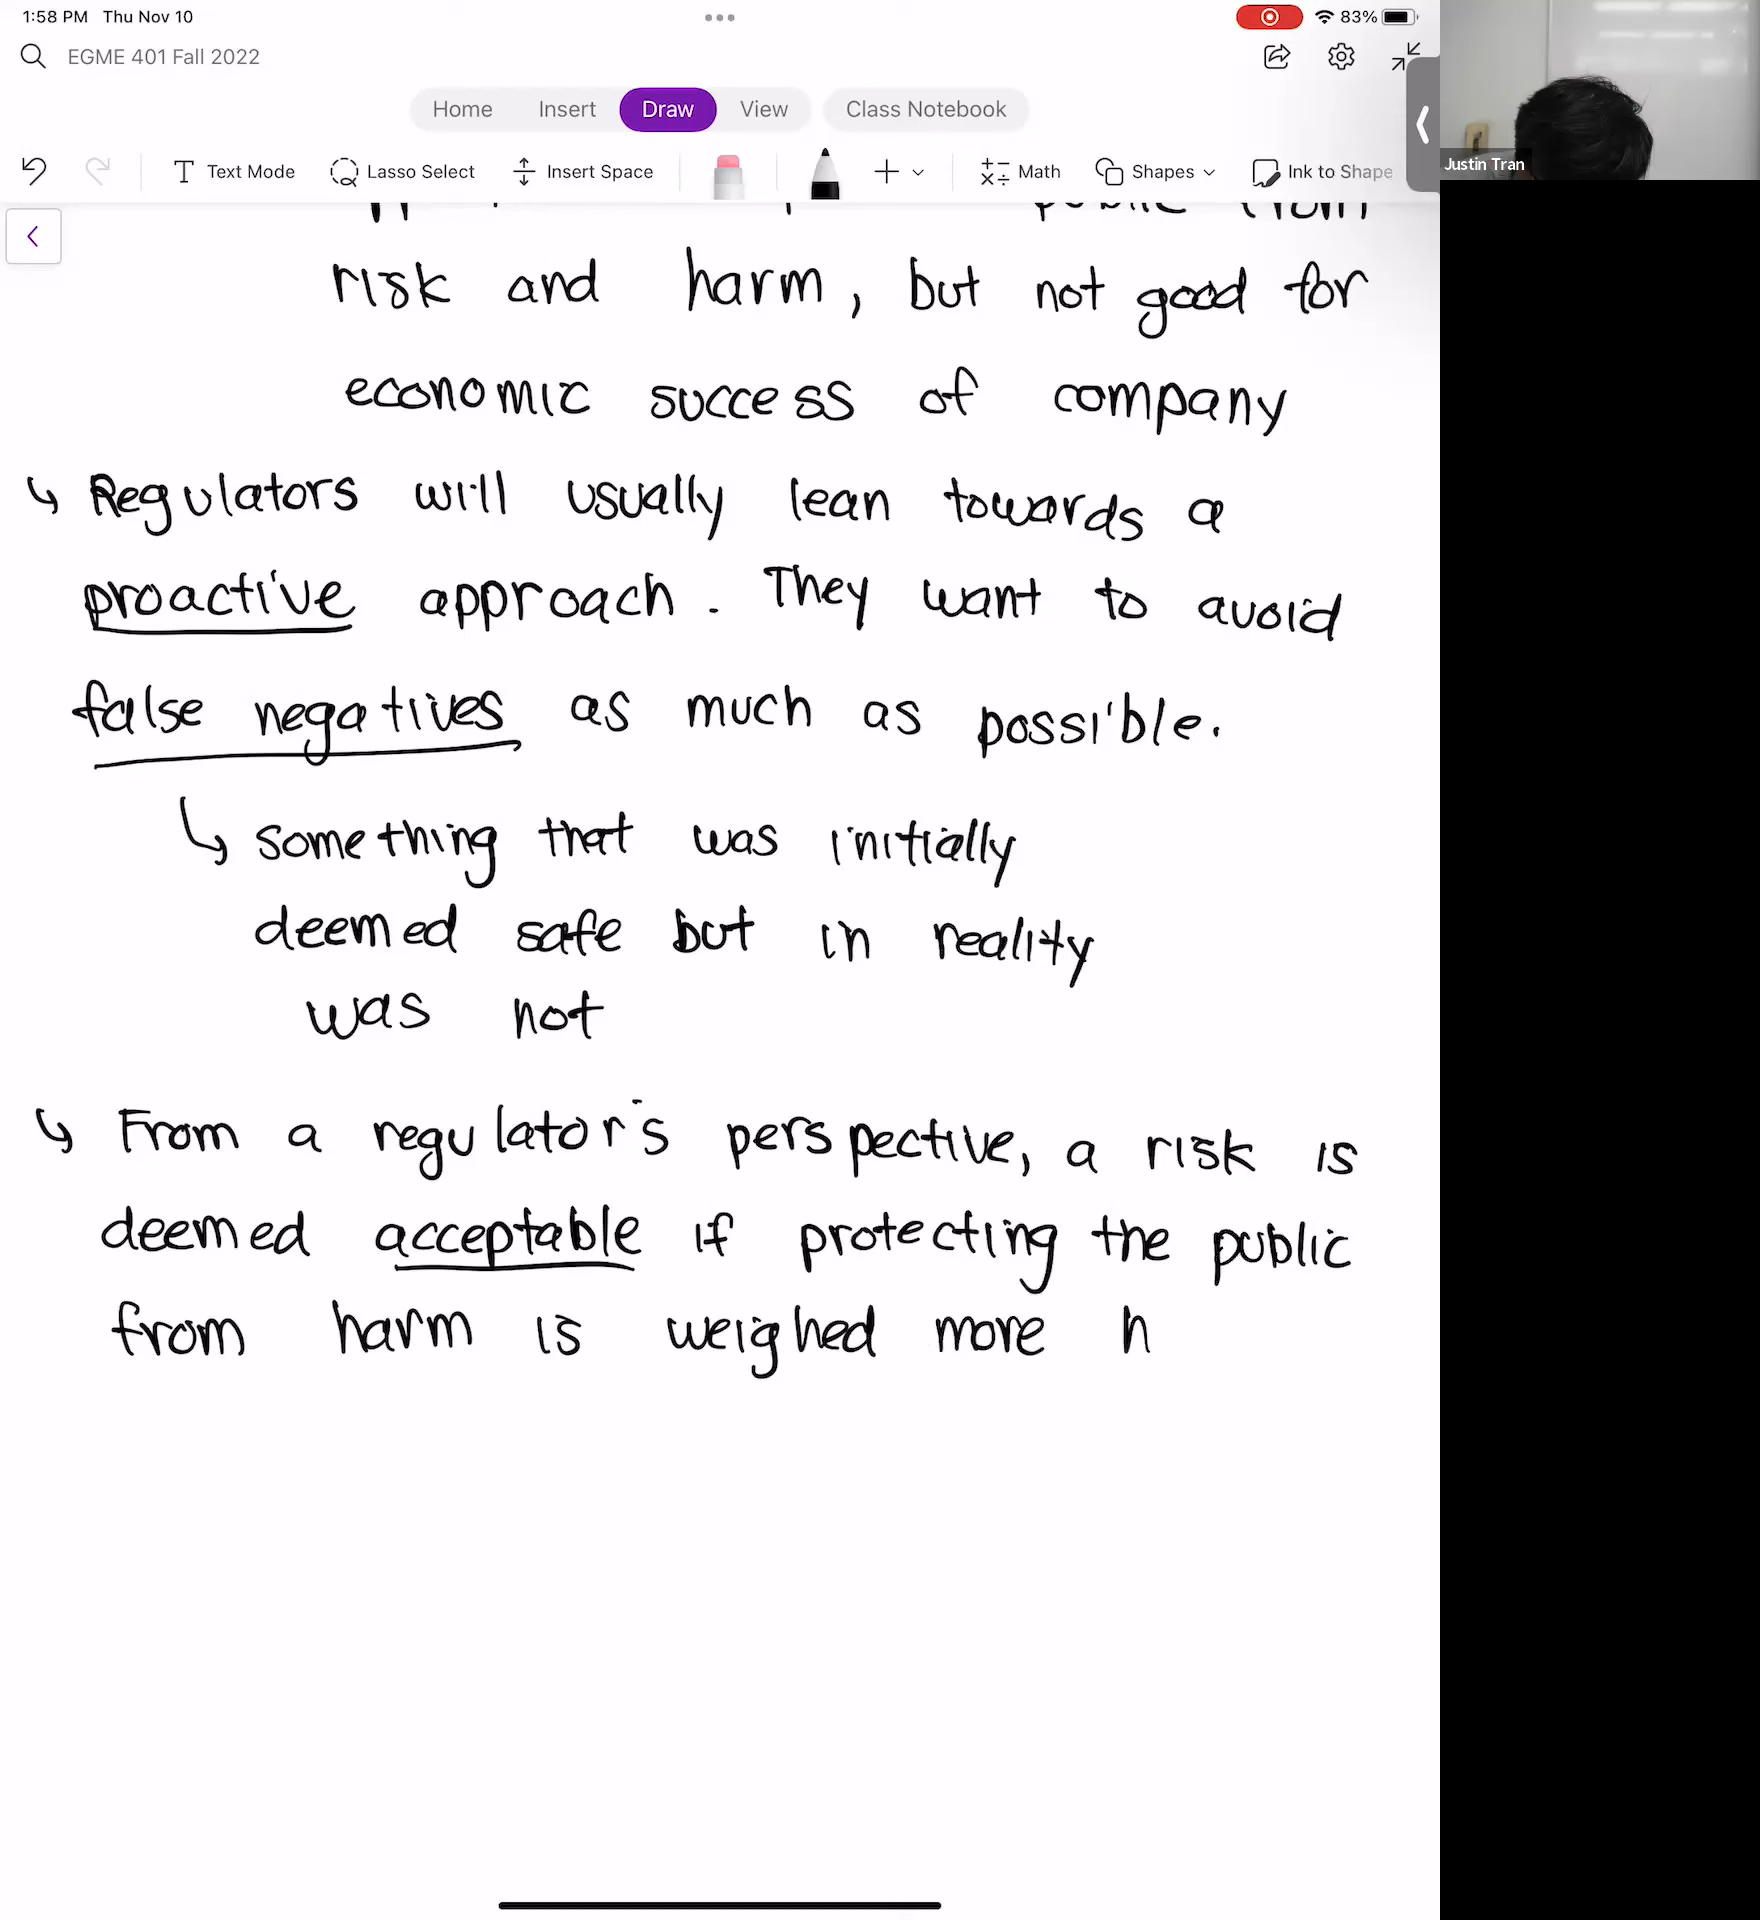 1:58 PM Thu Nov 10
83%
EGME 401 Fall 2022
Home Insert Draw View Class Notebook
Text Mode Lasso Select Insert Space Math Shapes Ink to Shape
Justin Tran
public from
risk and harm, but not good for
economic success of company
↳ Regulators will usually lean towards a
proactive approach. They want to avoid
false negatives as much as possible.
↳ something that was initially
deemed safe but in reality
was not
↳ From a regulator's perspective, a risk is
deemed acceptable if protecting the public
from harm is weighed more h